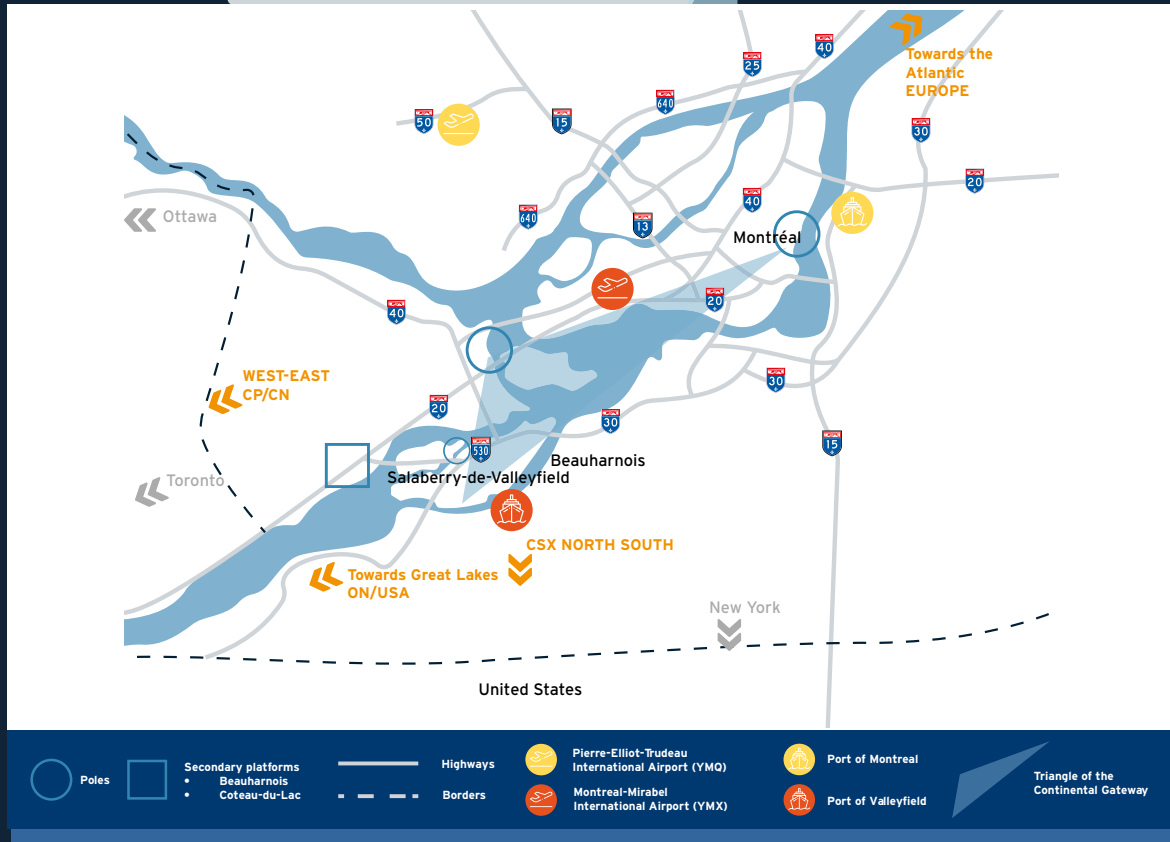 40
25
Towards the
Atlantic
EUROPE
640
50
15
30
20
40
Ottawa
640
13
Montréal
20
40
WEST-EAST
CP/CN
30
20
30
15
530
Beauharnois
Salaberry-de-Valleyfield
Toronto
CSX NORTH SOUTH
Towards Great Lakes
ON/USA
New York
United States
Poles
Secondary platforms
• Beauharnois
• Coteau-du-Lac
Highways
Borders
Pierre-Elliot-Trudeau
International Airport (YMQ)
Montreal-Mirabel
International Airport (YMX)
Port of Montreal
Port of Valleyfield
Triangle of the
Continental Gateway